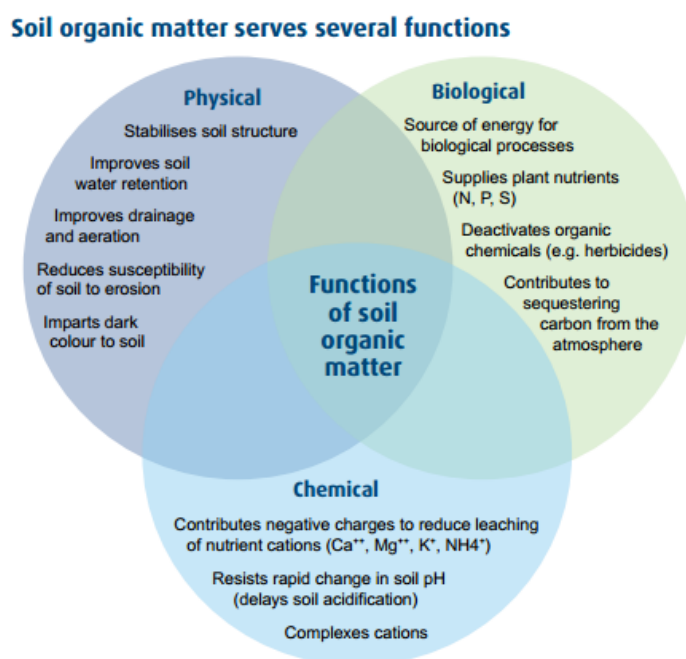 Soil organic matter serves several functions
Physical
Stabilises soil structure
Improves soil
water retention
Improves drainage
and aeration
Reduces susceptibility
of soil to erosion
Imparts dark
colour to soil
Biological
Source of energy for
biological processes
Supplies plant nutrients
(N, P, S)
Deactivates organic
chemicals (e.g. herbicides)
Contributes to
sequestering
carbon from the
atmosphere
Functions
of soil
organic
matter
Chemical
Contributes negative charges to reduce leaching
of nutrient cations (Ca⁺⁺, Mg⁺⁺, K⁺, NH4⁺)
Resists rapid change in soil pH
(delays soil acidification)
Complexes cations